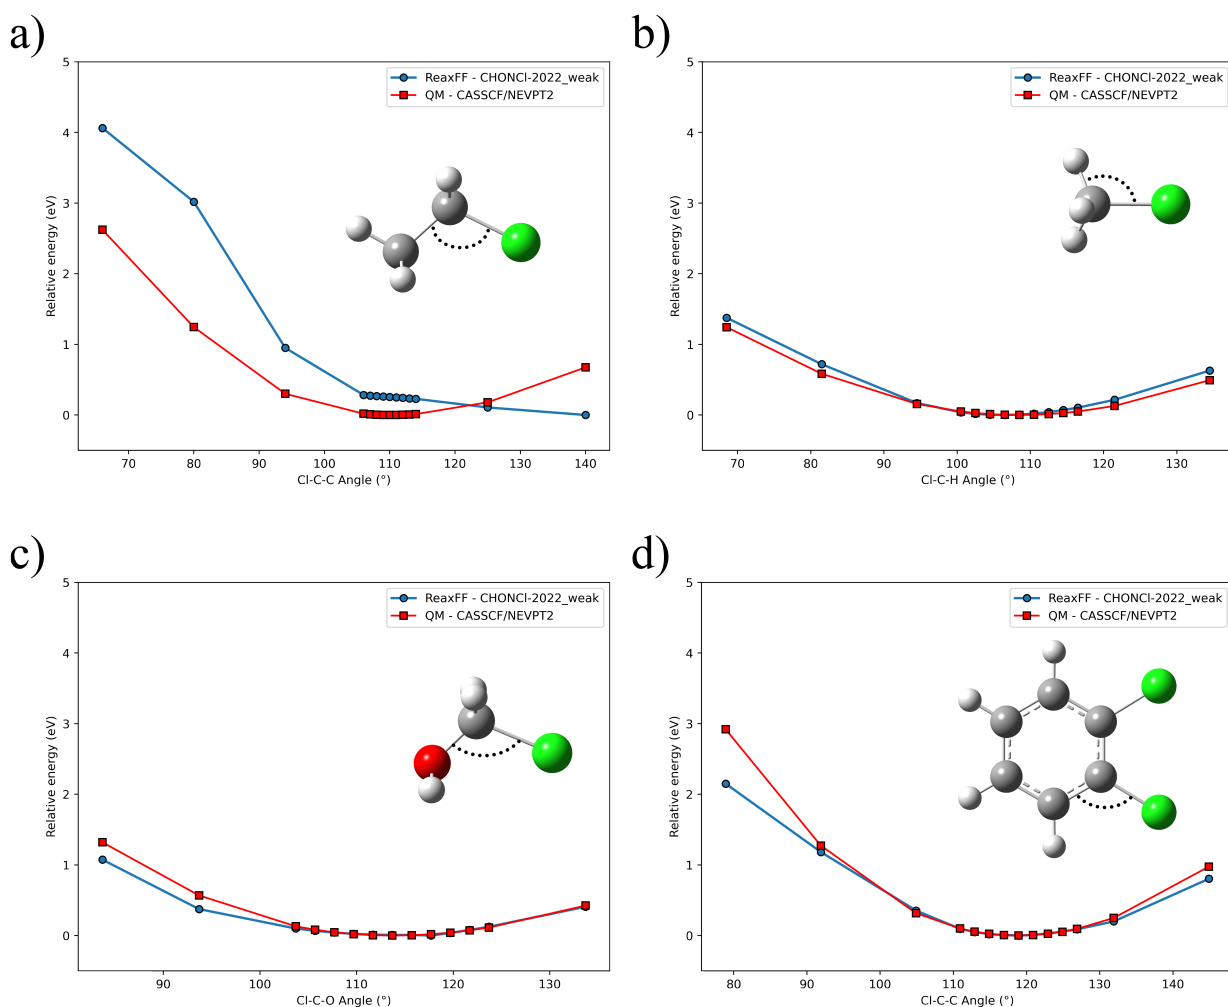 a)
5
4
3
2
1
0
Relative energy (eV)
ReaxFF - CHONCl-2022_weak
QM - CASSCF/NEVPT2
70 80 90 100 110 120 130 140
Cl-C-C Angle (°)
b)
5
4
3
2
1
0
Relative energy (eV)
ReaxFF - CHONCl-2022_weak
QM - CASSCF/NEVPT2
70 80 90 100 110 120 130
Cl-C-H Angle (°)
c)
5
4
3
2
1
0
Relative energy (eV)
ReaxFF - CHONCl-2022_weak
QM - CASSCF/NEVPT2
90 100 110 120 130
Cl-C-O Angle (°)
d)
5
4
3
2
1
0
Relative energy (eV)
ReaxFF - CHONCl-2022_weak
QM - CASSCF/NEVPT2
80 90 100 110 120 130 140
Cl-C-C Angle (°)